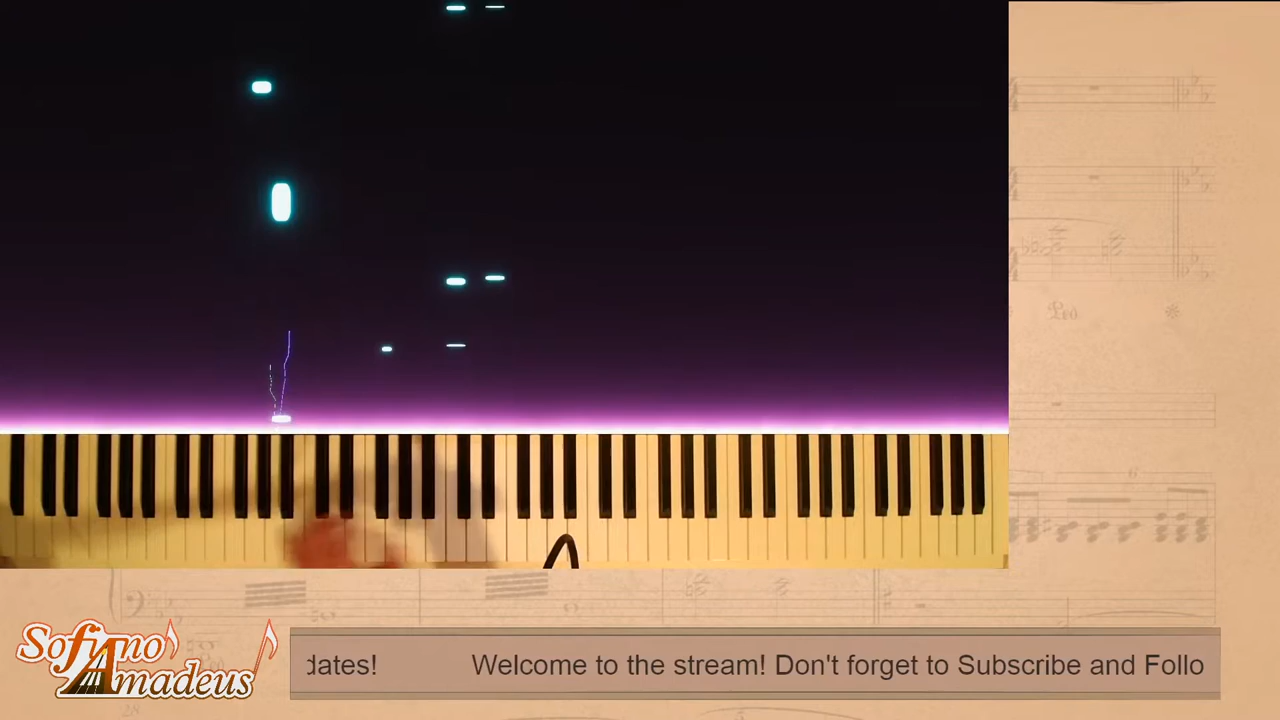 Sofiano
Amadeus
dates! Welcome to the stream! Don't forget to Subscribe and Follo